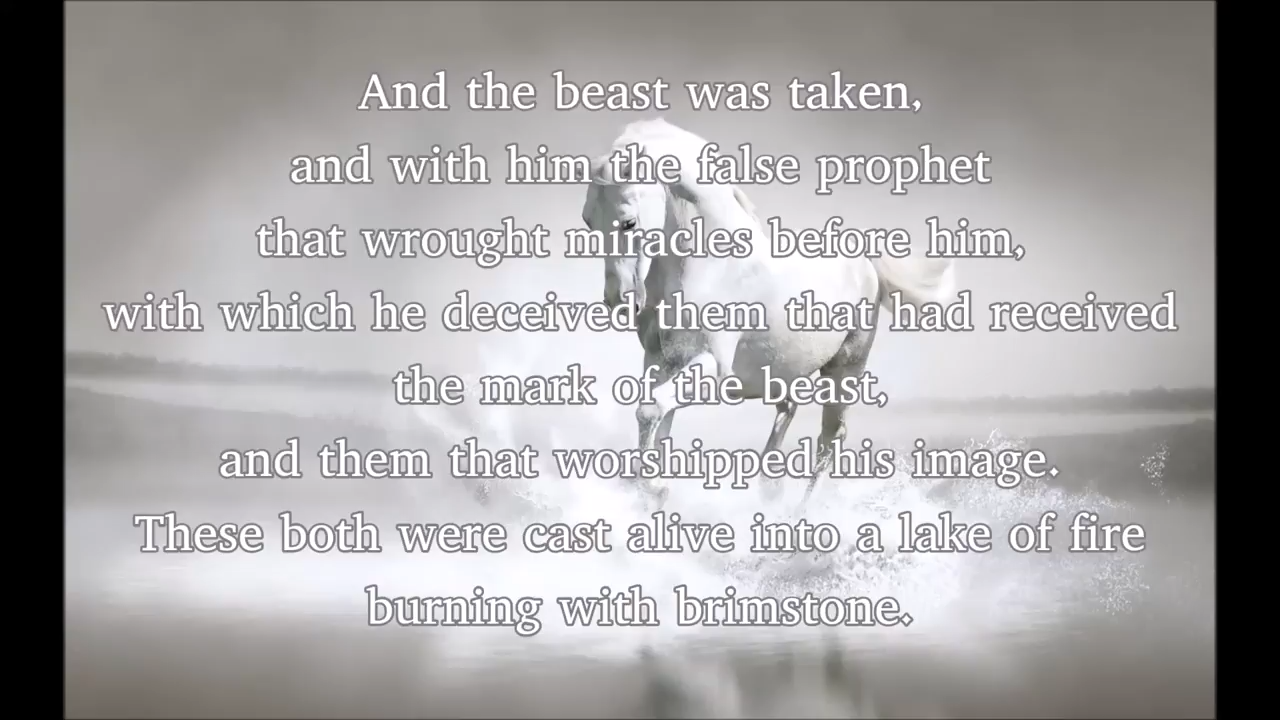 And the beast was taken,
and with him the false prophet
that wrought miracles before him,
with which he deceived them that had received
the mark of the beast,
and them that worshipped his image.
These both were cast alive into a lake of fire
burning with brimstone.